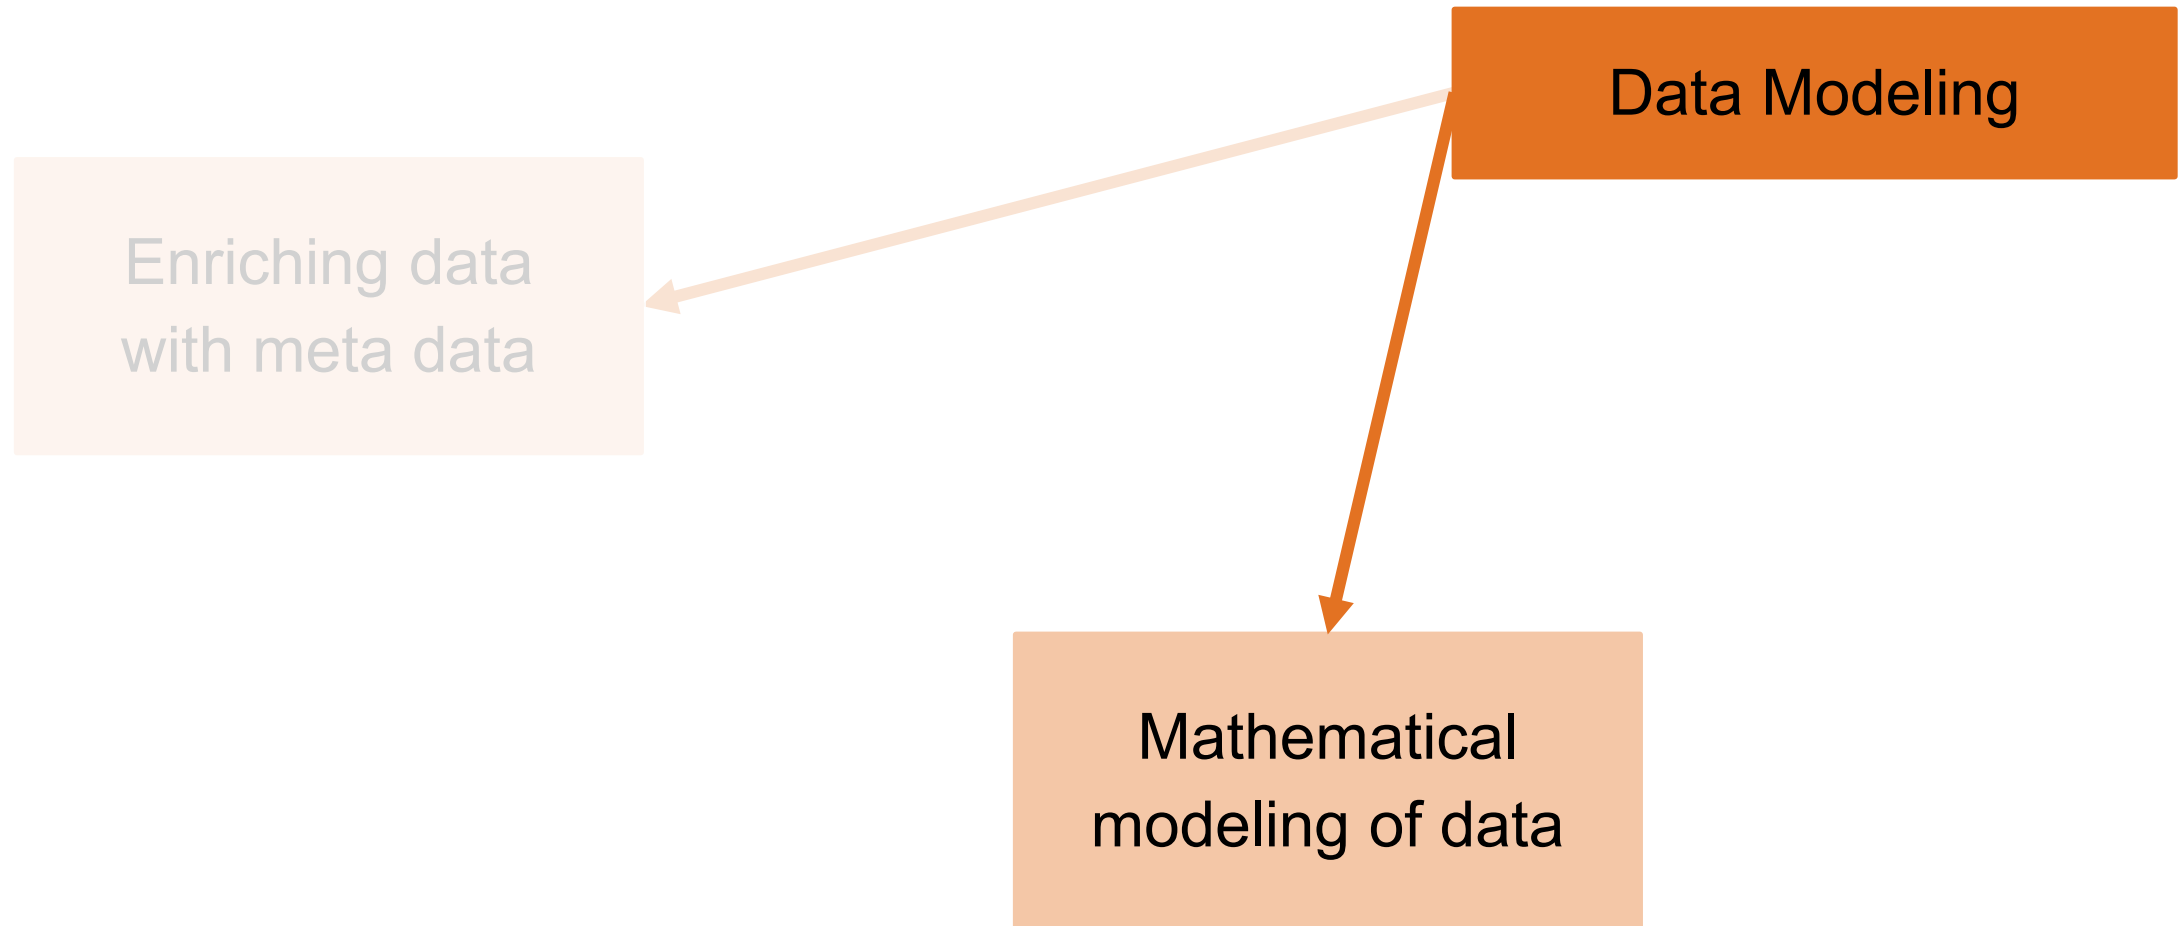 Data Modeling
Enriching data
with meta data
Mathematical
modeling of data